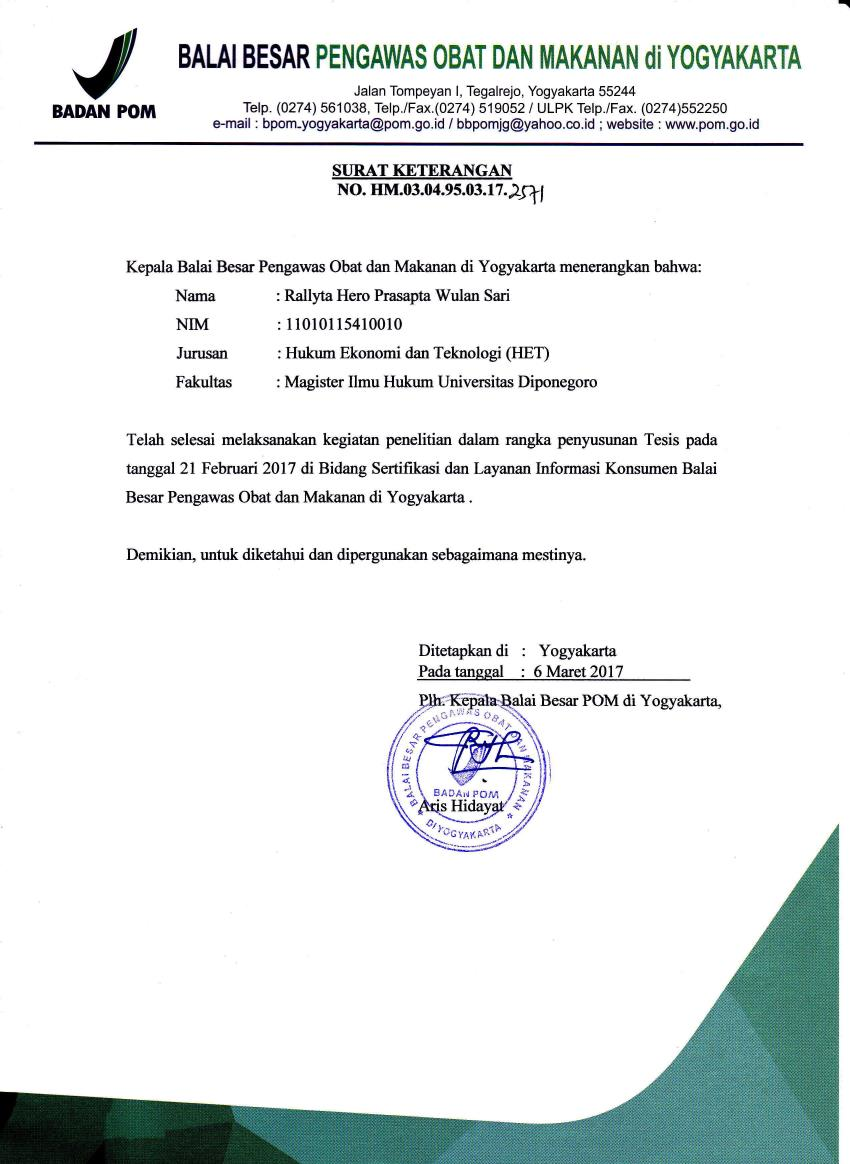 BADAN POM
BALAI BESAR PENGAWAS OBAT DAN MAKANAN di YOGYAKARTA
Jalan Tompeyan I, Tegalrejo, Yogyakarta 55244
Telp. (0274) 561038, Telp./Fax.(0274) 519052 / ULPK Telp./Fax. (0274)552250
e-mail : bpom_yogyakarta@pom.go.id / bbpomjg@yahoo.co.id ; website : www.pom.go.id
SURAT KETERANGAN
NO. HM.03.04.95.03.17.2571
Kepala Balai Besar Pengawas Obat dan Makanan di Yogyakarta menerangkan bahwa:
Nama : Rallyta Hero Prasapta Wulan Sari
NIM : 11010115410010
Jurusan : Hukum Ekonomi dan Teknologi (HET)
Fakultas : Magister Ilmu Hukum Universitas Diponegoro
Telah selesai melaksanakan kegiatan penelitian dalam rangka penyusunan Tesis pada
tanggal 21 Februari 2017 di Bidang Sertifikasi dan Layanan Informasi Konsumen Balai
Besar Pengawas Obat dan Makanan di Yogyakarta .
Demikian, untuk diketahui dan dipergunakan sebagaimana mestinya.
Ditetapkan di : Yogyakarta
Pada tanggal : 6 Maret 2017
Plh. Kepala Balai Besar POM di Yogyakarta,
BALAI BESAR PENGAWAS OBAT DAN MAKANAN
BADAN POM
DI YOGYAKARTA
Aris Hidayat